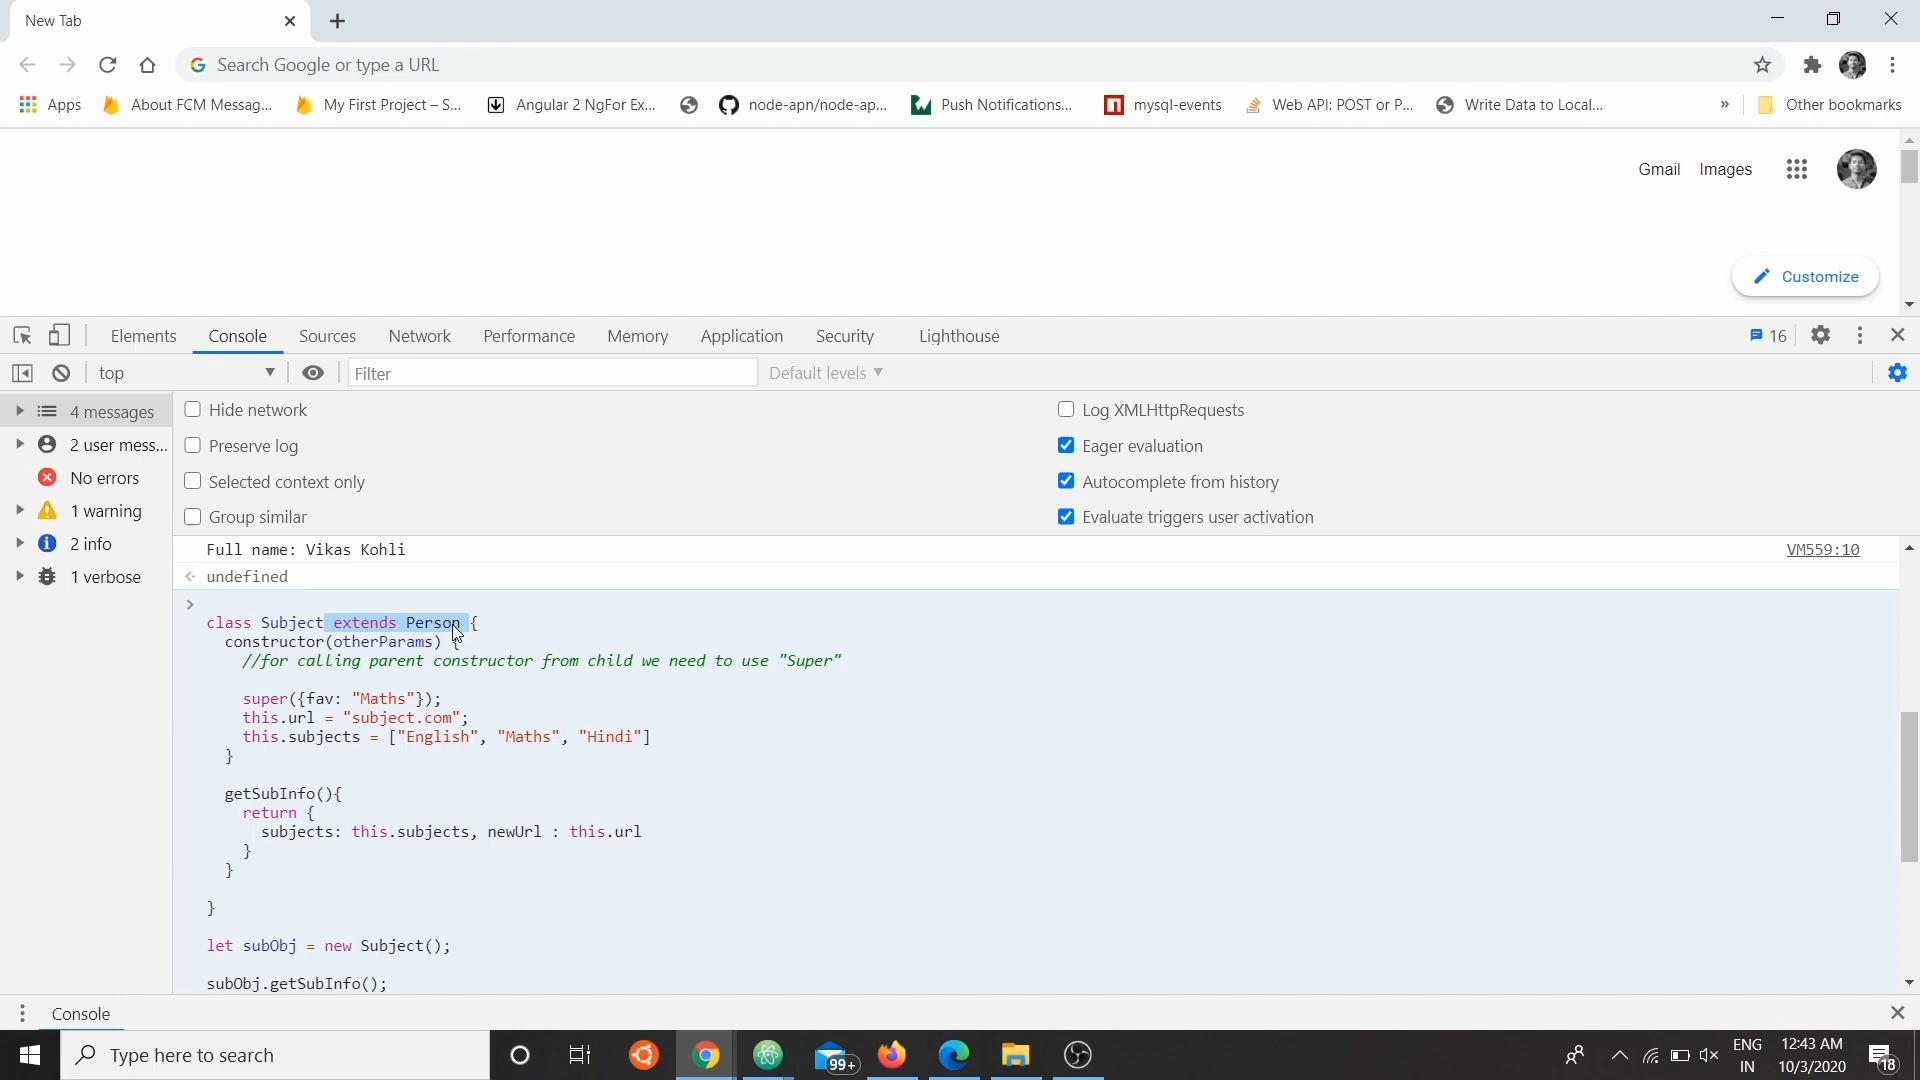 New Tab
Search Google or type a URL
Apps About FCM Messag... My First Project – S... Angular 2 NgFor Ex... node-apn/node-ap... Push Notifications... mysql-events Web API: POST or P... Write Data to Local... » Other bookmarks
Gmail Images
Customize
Elements Console Sources Network Performance Memory Application Security Lighthouse 16
top Filter Default levels
4 messages
2 user mess...
No errors
1 warning
2 info
1 verbose
Hide network Log XMLHttpRequests
Preserve log Eager evaluation
Selected context only Autocomplete from history
Group similar Evaluate triggers user activation
Full name: Vikas Kohli VM559:10
undefined
class Subject extends Person {
constructor(otherParams) {
//for calling parent constructor from child we need to use "Super"
super({fav: "Maths"});
this.url = "subject.com";
this.subjects = ["English", "Maths", "Hindi"]
}
getSubInfo(){
return {
subjects: this.subjects, newUrl : this.url
}
}
}
let subObj = new Subject();
subObj.getSubInfo();
Console
Type here to search 99+ ENG 12:43 AM
IN 10/3/2020 18